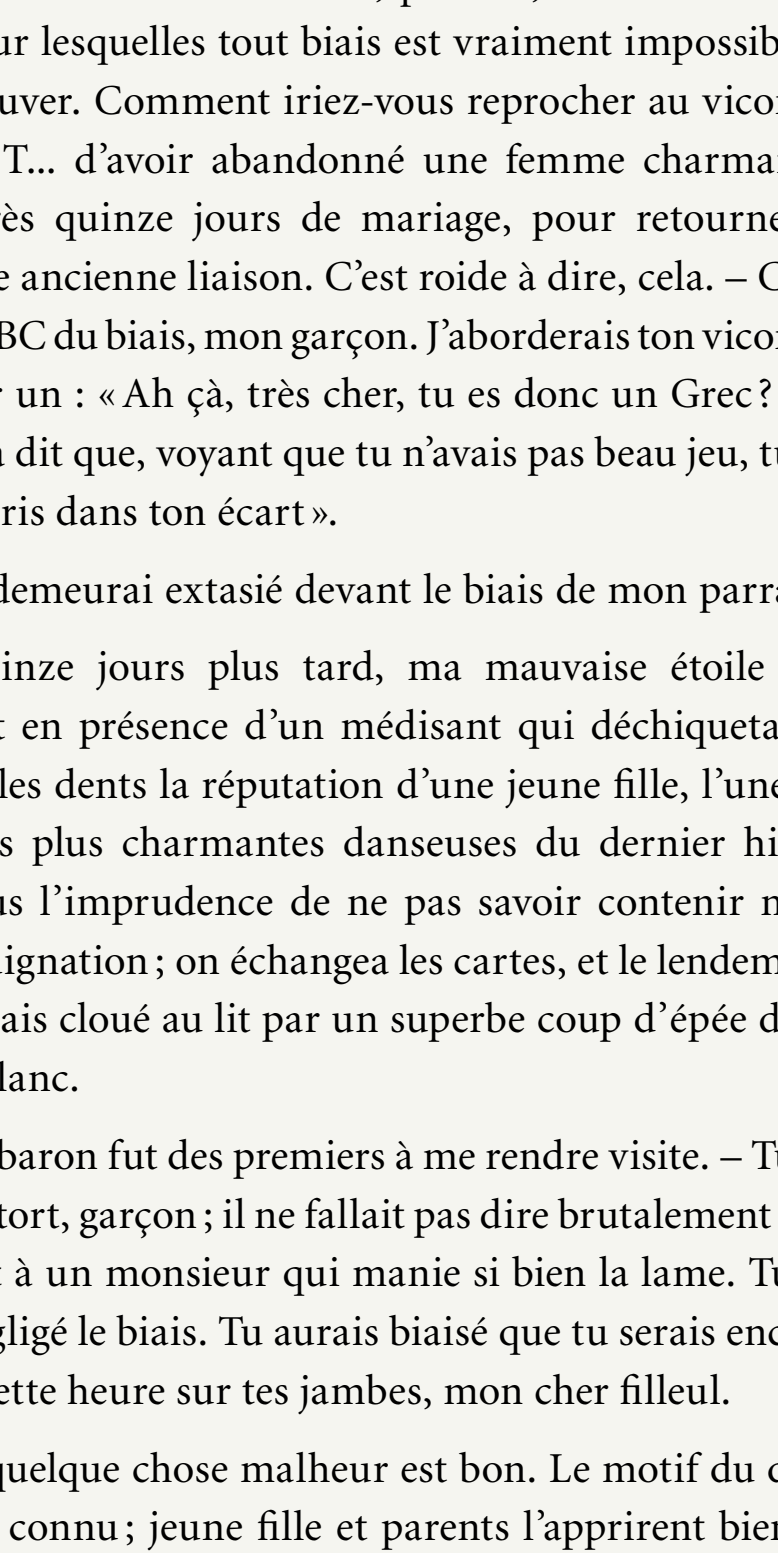 ur lesquelles tout biais est vraiment impossib
uver. Comment iriez-vous reprocher au vico
T... d’avoir abandonné une femme charma
rès quinze jours de mariage, pour retourne
e ancienne liaison. C’est roide à dire, cela. – C
BC du biais, mon garçon. J’aborderais ton vico
r un : « Ah çà, très cher, tu es donc un Grec ?
a dit que, voyant que tu n’avais pas beau jeu, tu
ris dans ton écart ».
demeurai extasié devant le biais de mon parra
inze jours plus tard, ma mauvaise étoile
t en présence d’un médisant qui déchiqueta
les dents la réputation d’une jeune fille, l’une
s plus charmantes danseuses du dernier hi
us l’imprudence de ne pas savoir contenir m
ignation ; on échangea les cartes, et le lendem
ais cloué au lit par un superbe coup d’épée d
lanc.
baron fut des premiers à me rendre visite. – Tu
tort, garçon ; il ne fallait pas dire brutalement
t à un monsieur qui manie si bien la lame. Tu
gligé le biais. Tu aurais biaisé que tu serais enc
ette heure sur tes jambes, mon cher filleul.
quelque chose malheur est bon. Le motif du d
connu ; jeune fille et parents l’apprirent bien